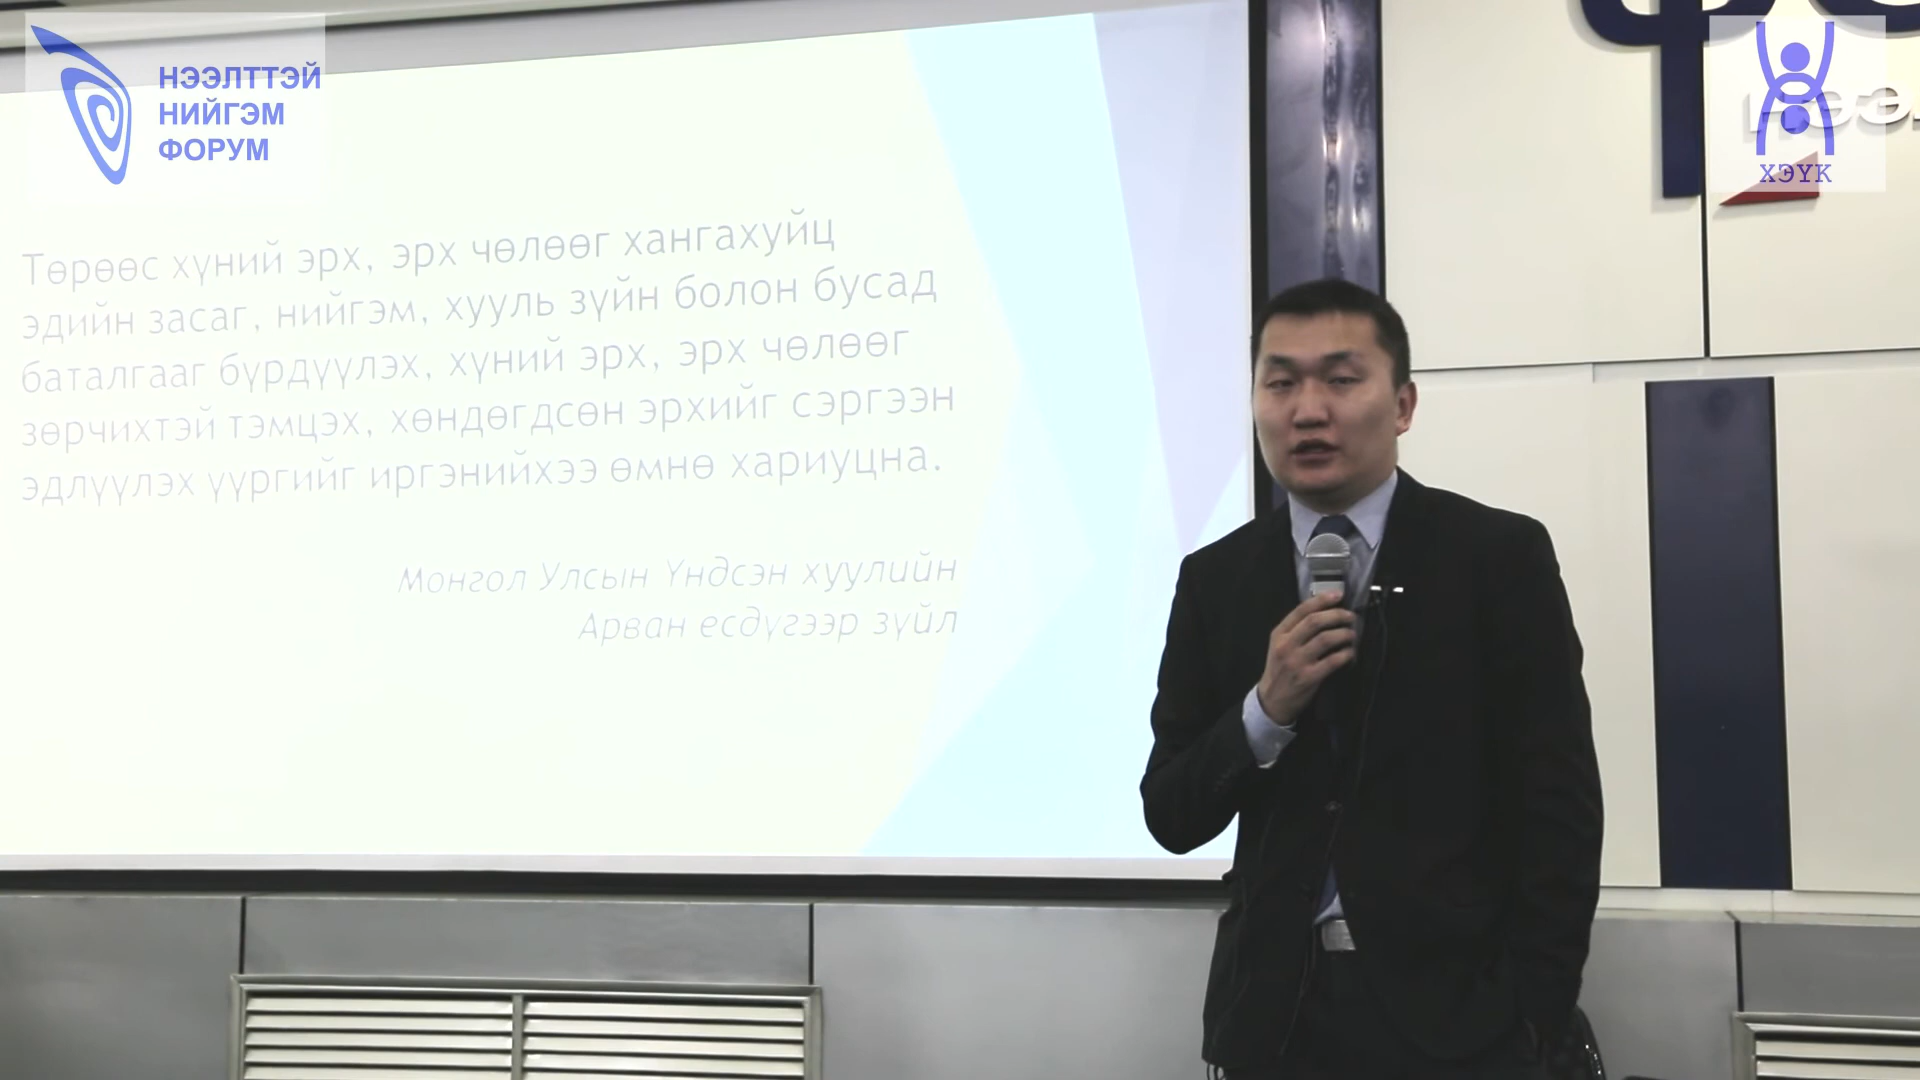 НЭЭЛТТЭЙ
НИЙГЭМ
ФОРУМ
ХЭҮК
Төрөөс хүний эрх, эрх чөлөөг хангахуйц
эдийн засаг, нийгэм, хууль зүйн болон бусад
баталгааг бүрдүүлэх, хүний эрх, эрх чөлөөг
зөрчихтэй тэмцэх, хөндөгдсөн эрхийг сэргээн
эдлүүлэх үүргийг иргэнийхээ өмнө хариуцна.
Монгол Улсын Үндсэн хуулийн
Арван есдүгээр зүйл